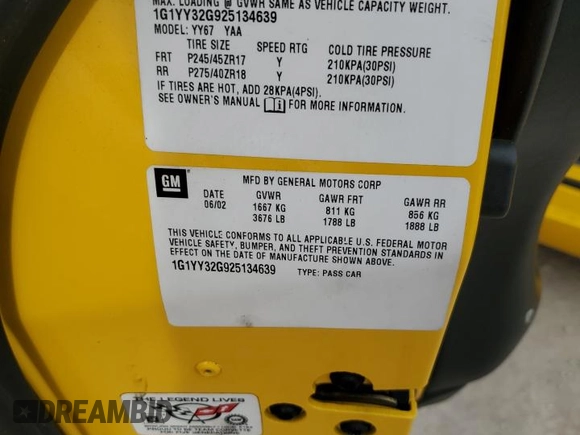 MAX. LOADING @ GVWR SAME AS VEHICLE CAPACITY WEIGHT.
1G1YY32G925134639
MODEL: YY67 YAA
TIRE SIZE SPEED RTG COLD TIRE PRESSURE
FRT P245/45ZR17 Y 210KPA(30PSI)
RR P275/40ZR18 Y 210KPA(30PSI)
IF TIRES ARE HOT, ADD 28KPA(4PSI).
SEE OWNER'S MANUAL FOR MORE INFORMATION.
GM
MFD BY GENERAL MOTORS CORP
DATE GVWR GAWR FRT GAWR RR
06/02 1667 KG 811 KG 856 KG
3676 LB 1788 LB 1888 LB
THIS VEHICLE CONFORMS TO ALL APPLICABLE U.S. FEDERAL MOTOR
VEHICLE SAFETY, BUMPER, AND THEFT PREVENTION STANDARDS IN
EFFECT ON THE DATE OF MANUFACTURE SHOWN ABOVE.
1G1YY32G925134639 TYPE: PASS CAR
THE LEGEND LIVES
DREAMBID